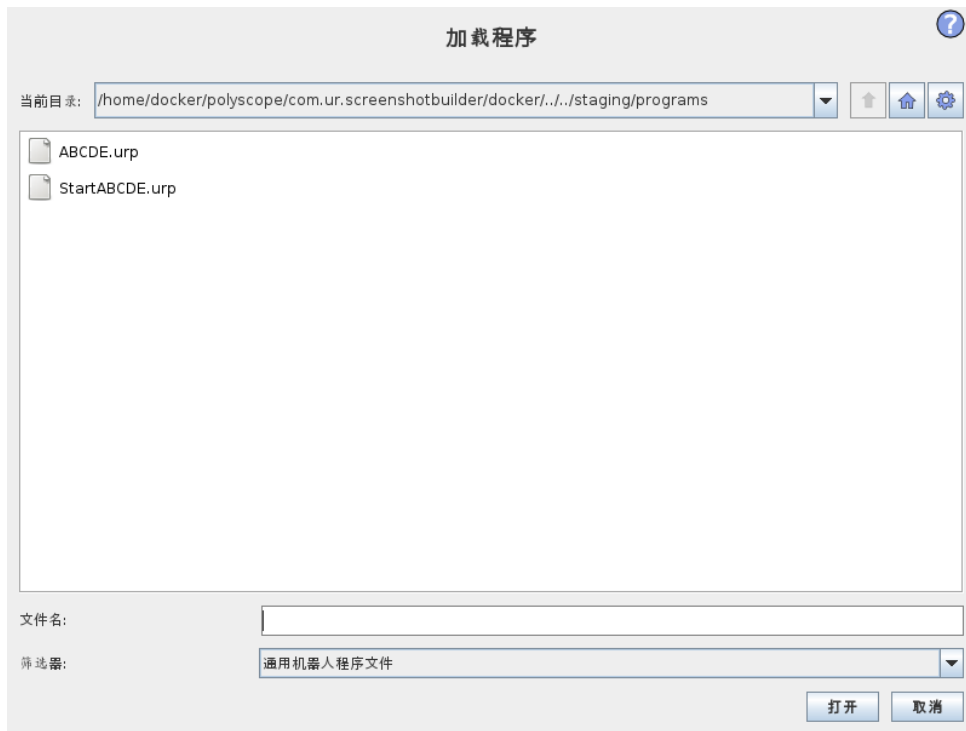 加载程序
当前目录: /home/docker/polyscope/com.ur.screenshotbuilder/docker/../../staging/programs
ABCDE.urp
StartABCDE.urp
文件名:
筛选器: 通用机器人程序文件
打开 取消